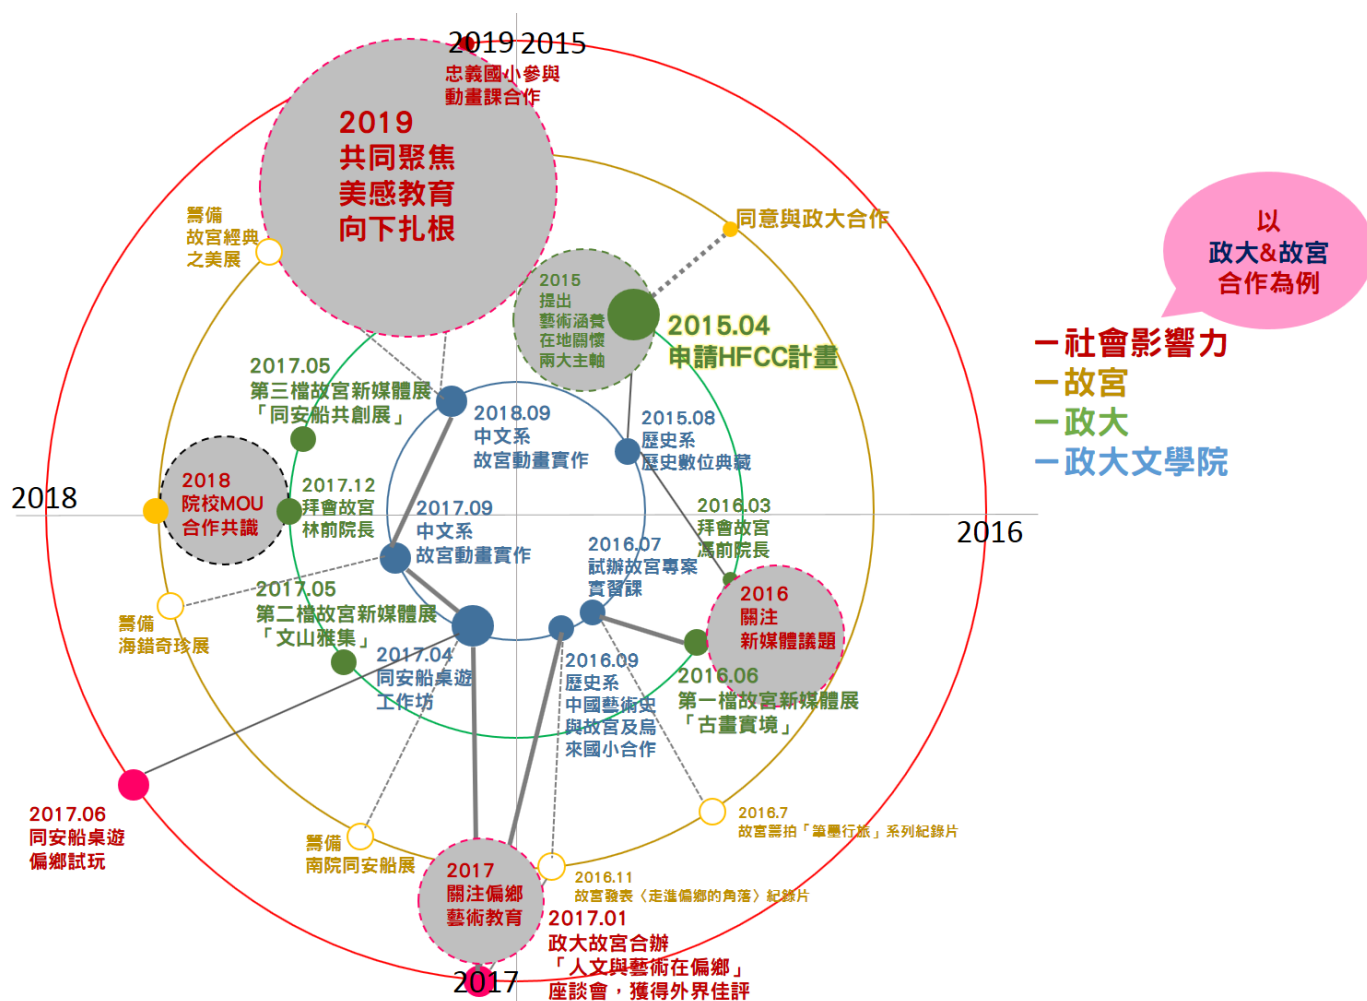 2019
2015
忠義國小參與
動畫課合作
2019
共同聚焦
美感教育
向下扎根
籌備
故宮經典
之美展
同意與政大合作
2015
提出
藝術涵養
在地關懷
兩大主軸
2015.04
申請HFCC計畫
以
政大&故宮
合作為例
社會影響力
故宮
政大
政大文學院
2017.05
第三檔故宮新媒體展
「同安船共創展」
2018.09
中文系
故宮動畫實作
2015.08
歷史系
歷史數位典藏
2018
2018
院校MOU
合作共識
2017.12
拜會故宮
林前院長
2017.09
中文系
故宮動畫實作
2016.03
拜會故宮
馮前院長
2016
2016.07
試辦故宮專案
實習課
2016
關注
新媒體議題
籌備
海錯奇珍展
2017.05
第二檔故宮新媒體展
「文山雅集」
2017.04
同安船桌遊
工作坊
2016.09
歷史系
中國藝術史
與故宮及烏
來國小合作
2016.06
第一檔故宮新媒體展
「古畫實境」
2017.06
同安船桌遊
偏鄉試玩
籌備
南院同安船展
2016.7
故宮籌拍「筆墨行旅」系列紀錄片
2017
關注偏鄉
藝術教育
2016.11
故宮發表〈走進偏鄉的角落〉紀錄片
2017.01
政大故宮合辦
「人文與藝術在偏鄉」
座談會，獲得外界佳評
2017